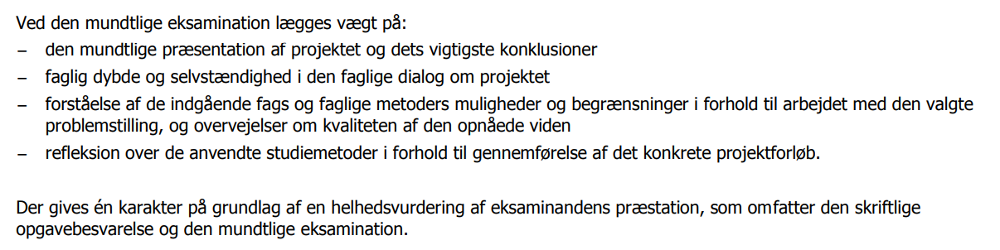 Ved den mundtlige eksamination lægges vægt på:
– den mundtlige præsentation af projektet og dets vigtigste konklusioner
– faglig dybde og selvstændighed i den faglige dialog om projektet
– forståelse af de indgående fags og faglige metoders muligheder og begrænsninger i forhold til arbejdet med den valgte
problemstilling, og overvejelser om kvaliteten af den opnåede viden
– refleksion over de anvendte studiemetoder i forhold til gennemførelse af det konkrete projektforløb.
Der gives én karakter på grundlag af en helhedsvurdering af eksaminandens præstation, som omfatter den skriftlige
opgavebesvarelse og den mundtlige eksamination.